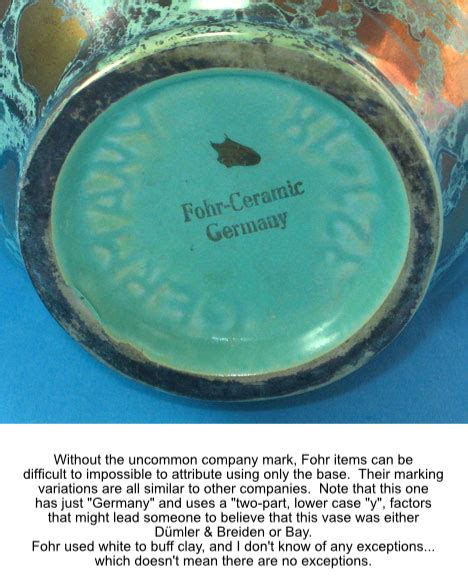 Fohr-Ceramic
Germany
GERMANY
Without the uncommon company mark, Fohr items can be
difficult to impossible to attribute using only the base.  Their marking
variations are all similar to other companies.  Note that this one
has just "Germany" and uses a "two-part, lower case "y", factors
that might lead someone to believe that this vase was either
Dümler & Breiden or Bay.
Fohr used white to buff clay, and I don't know of any exceptions...
which doesn't mean there are no exceptions.